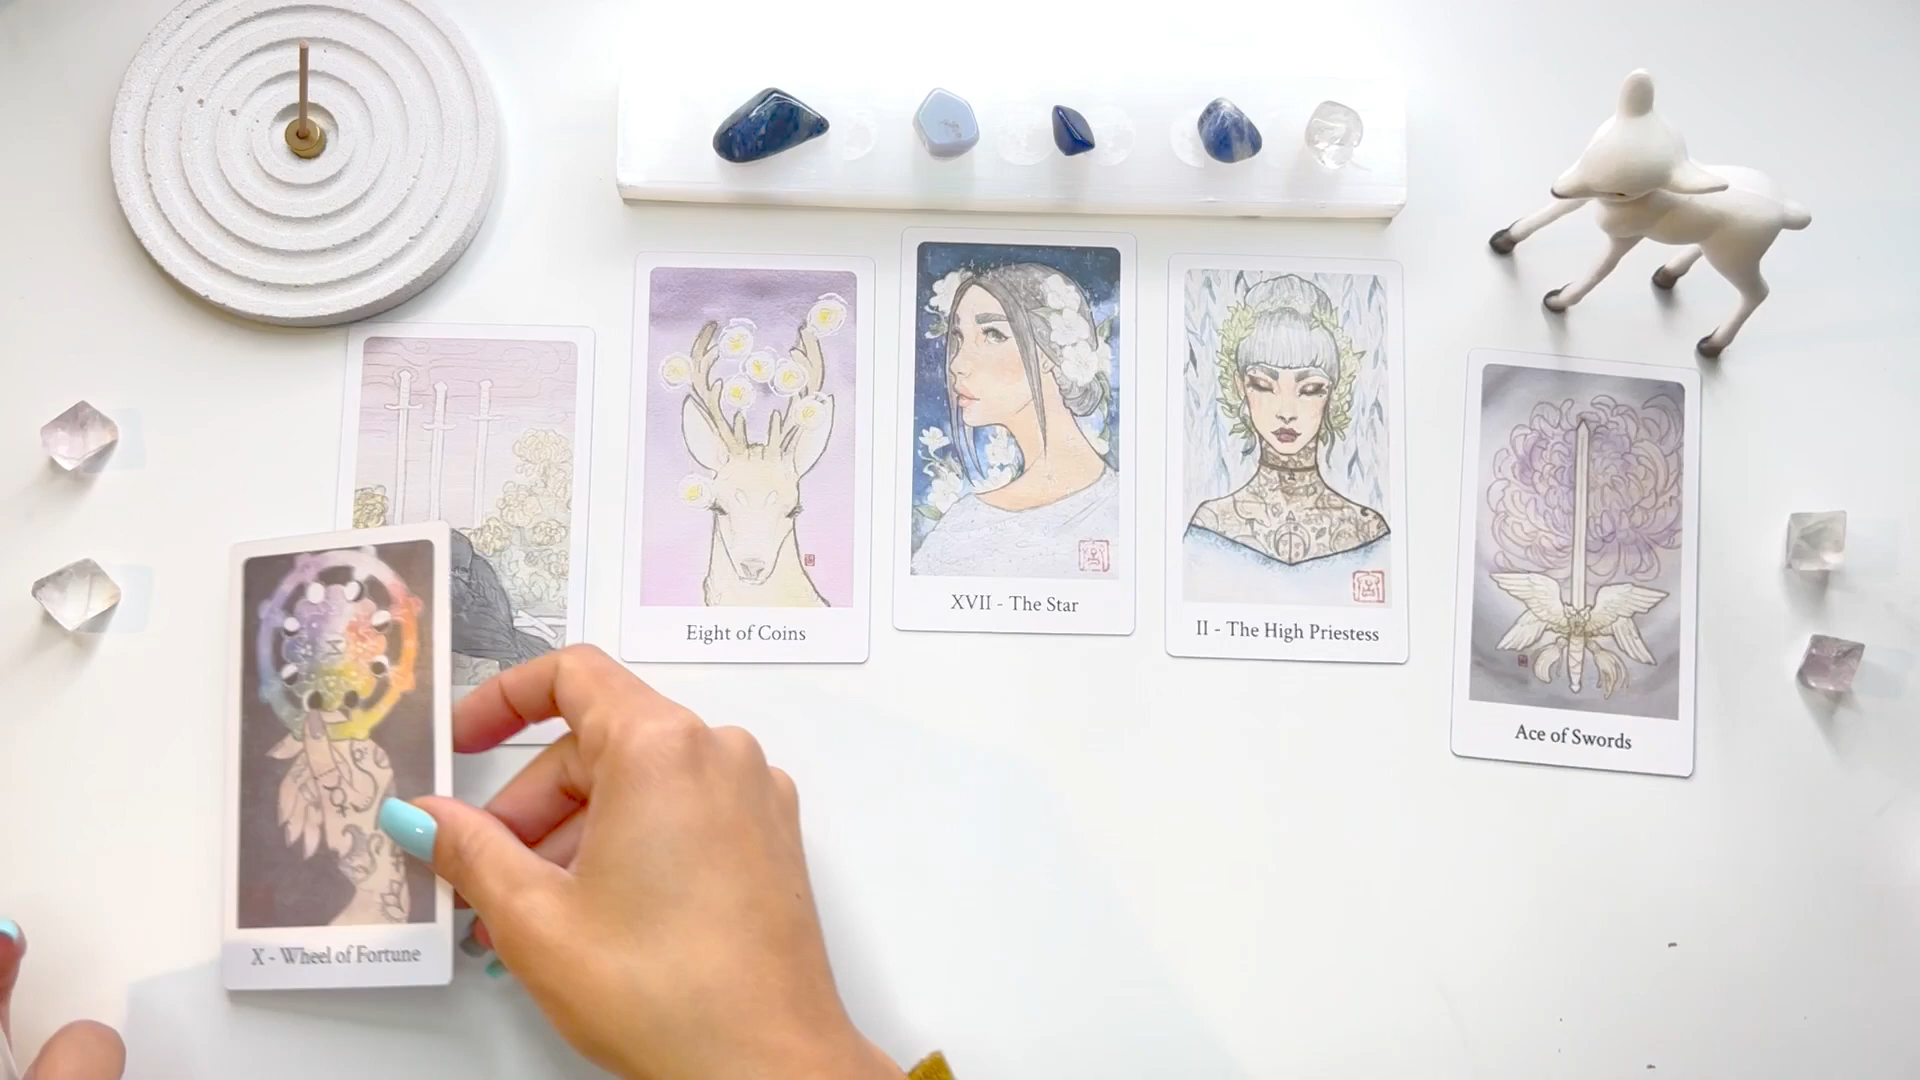 Eight of Coins
XVII - The Star
II - The High Priestess
Ace of Swords
X - Wheel of Fortune